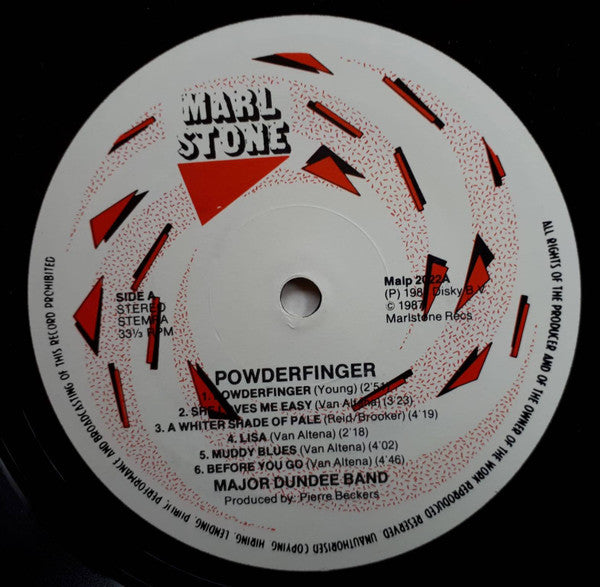 MARL
STONE
SIDE A
STEREO
STEMRA
33⅓ RPM
Malp 2022A
(P) 198 Disky B.V.
© 1987
Marlstone Recs
POWDERFINGER
1. POWDERFINGER (Young) (2'51)
2. SHE LOVES ME EASY (Van Altena) (3'23)
3. A WHITER SHADE OF PALE (Reid/Brooker) (4'19)
4. LISA (Van Altena) (2'18)
5. MUDDY BLUES (Van Altena) (4'02)
6. BEFORE YOU GO (Van Altena) (4'46)
MAJOR DUNDEE BAND
Produced by: Pierre Beckers
ALL RIGHTS OF THE PRODUCER AND OF THE OWNER OF THE WORK REPRODUCED RESERVED UNAUTHORISED COPYING, HIRING, LENDING, PUBLIC PERFORMANCE AND BROADCASTING OF THIS RECORD PROHIBITED